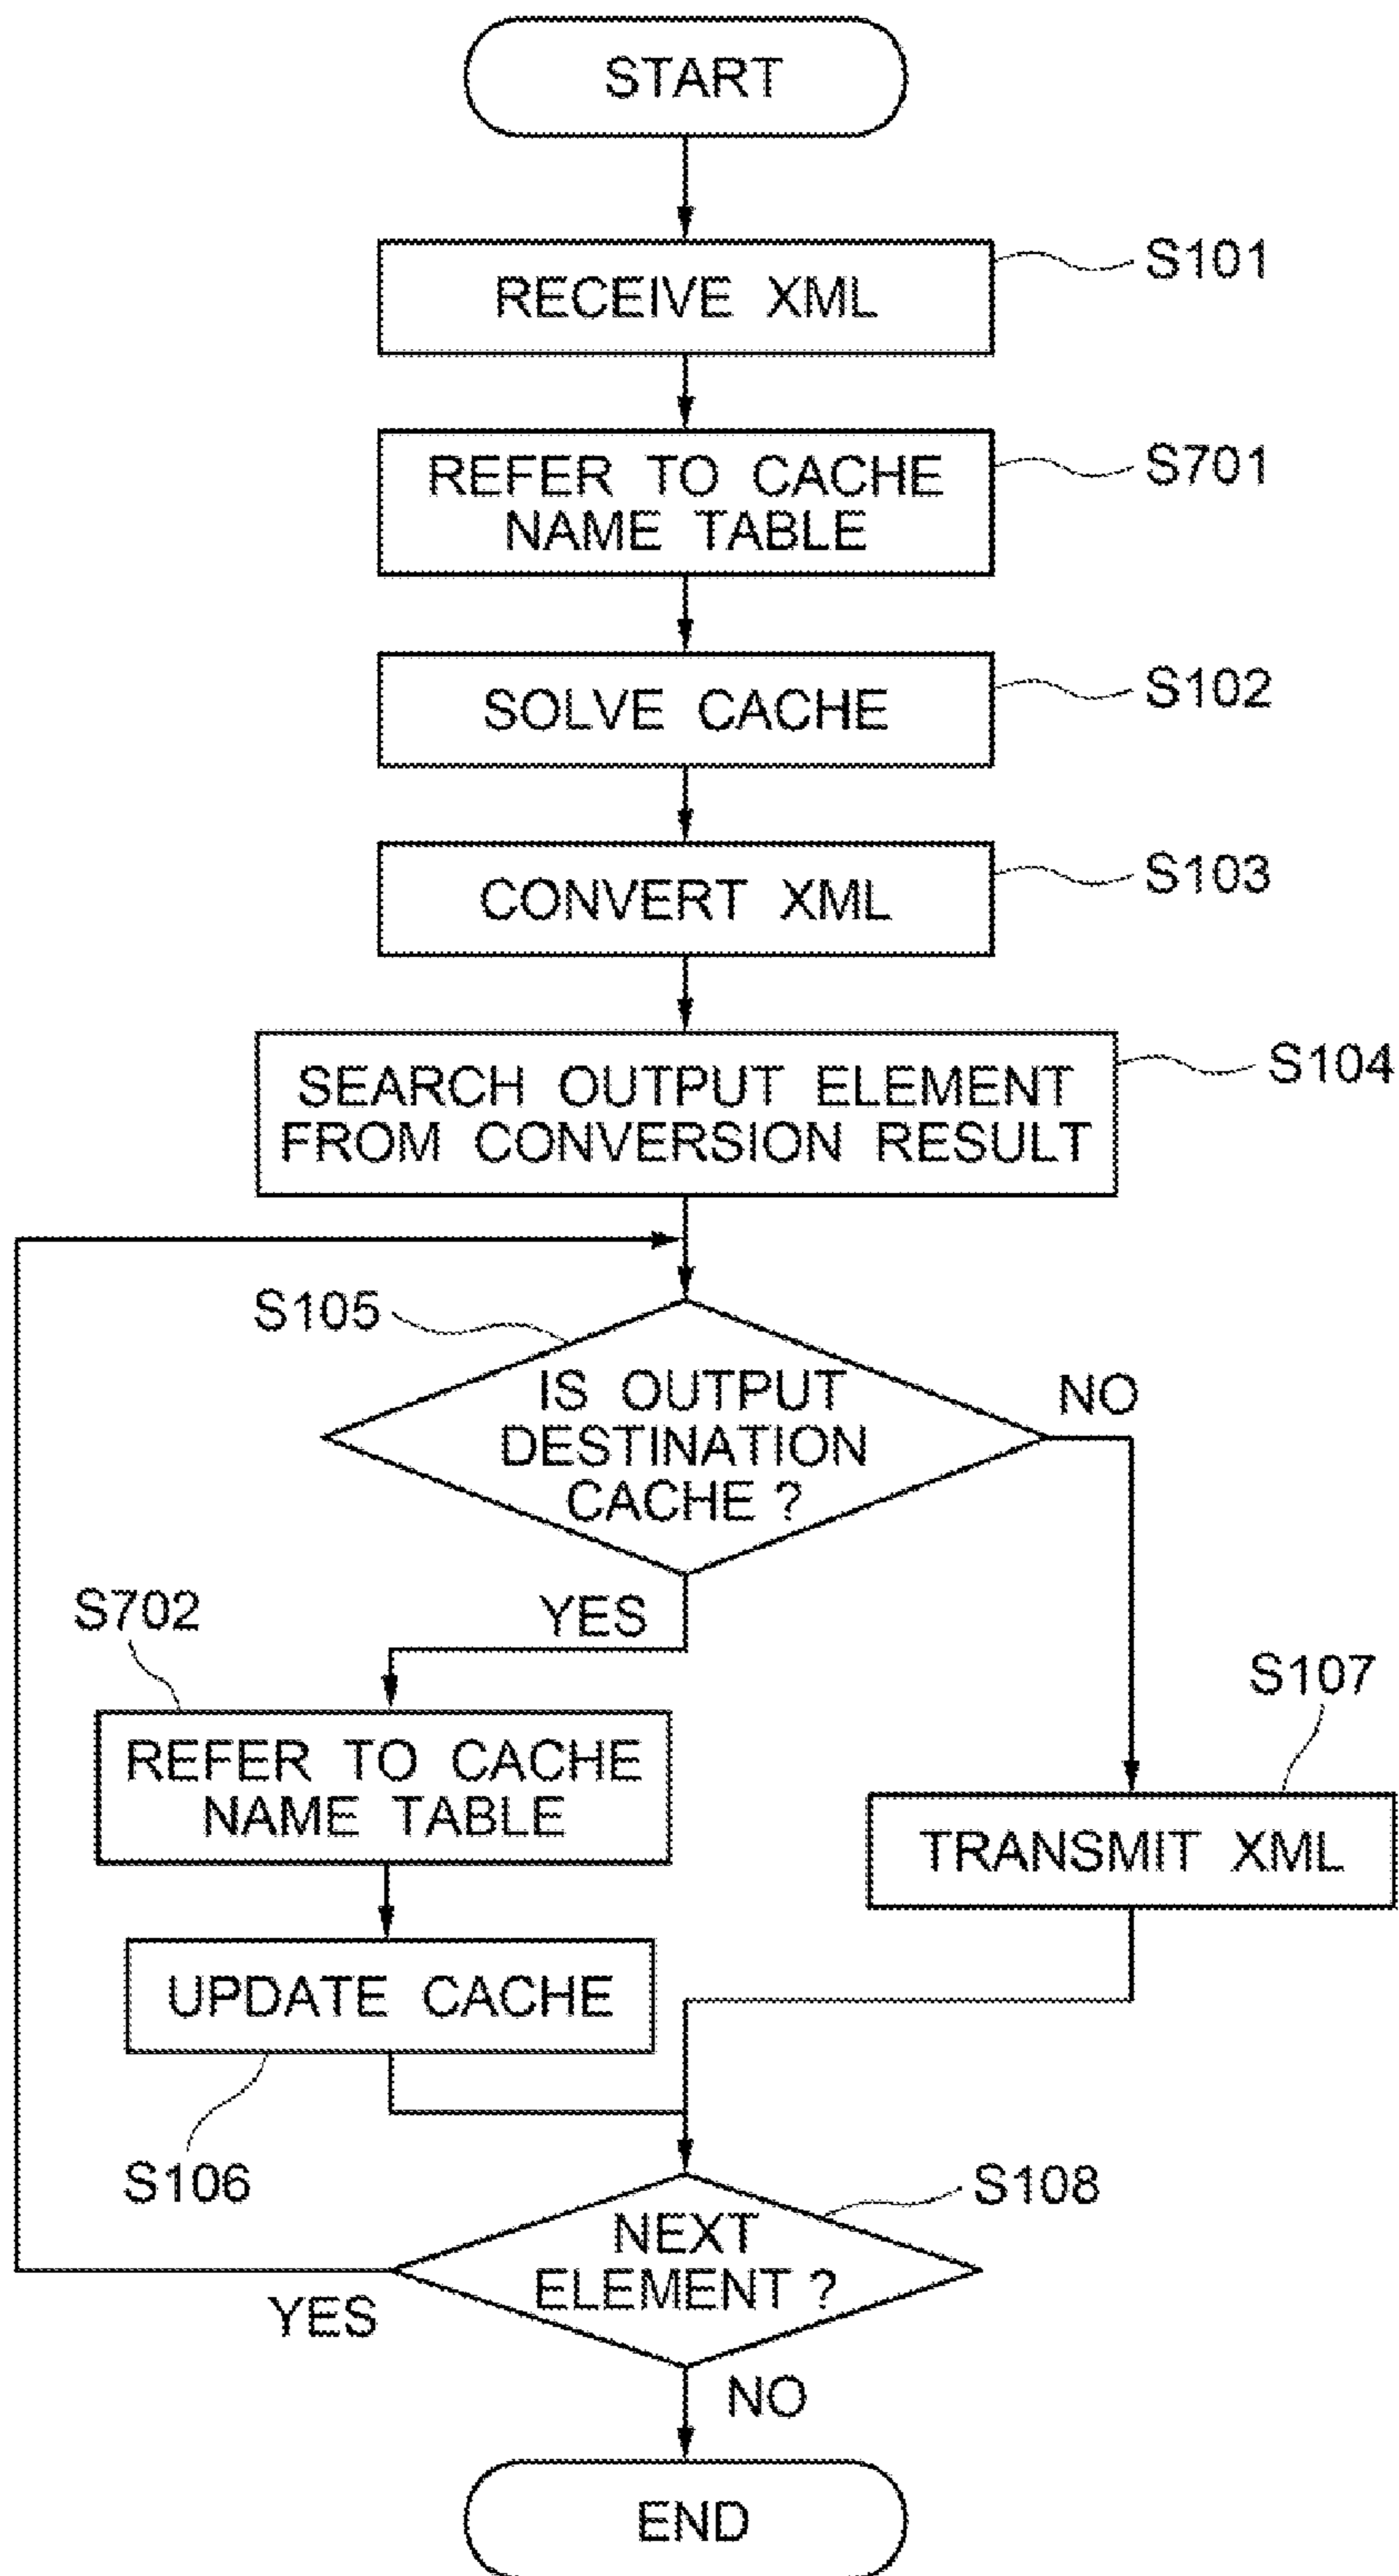 START
RECEIVE XML
S101
REFER TO CACHE
NAME TABLE
S701
SOLVE CACHE
S102
CONVERT XML
S103
SEARCH OUTPUT ELEMENT
FROM CONVERSION RESULT
S104
S105
IS OUTPUT
DESTINATION
CACHE ?
NO
YES
S702
REFER TO CACHE
NAME TABLE
S107
TRANSMIT XML
UPDATE CACHE
S106
S108
NEXT
ELEMENT ?
YES
NO
END